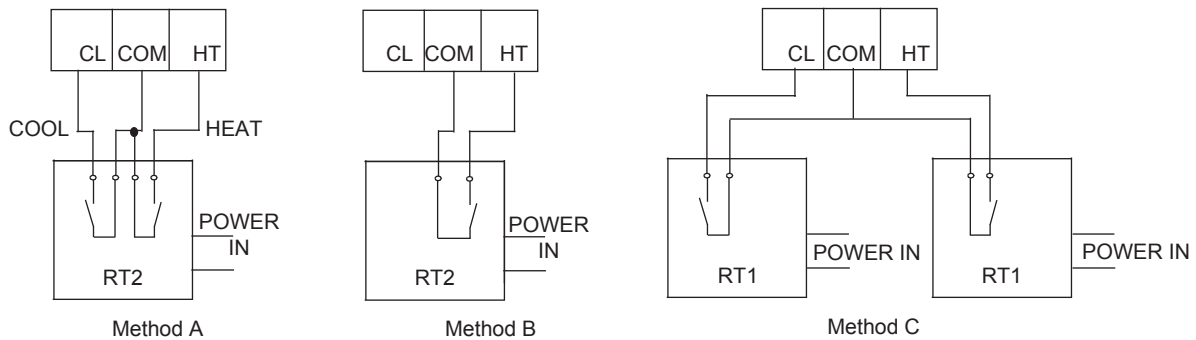 CL COM HT
COOL
HEAT
POWER
IN
RT2
Method A
CL COM HT
POWER
IN
RT2
Method B
CL COM HT
POWER IN
RT1
POWER IN
RT1
Method C